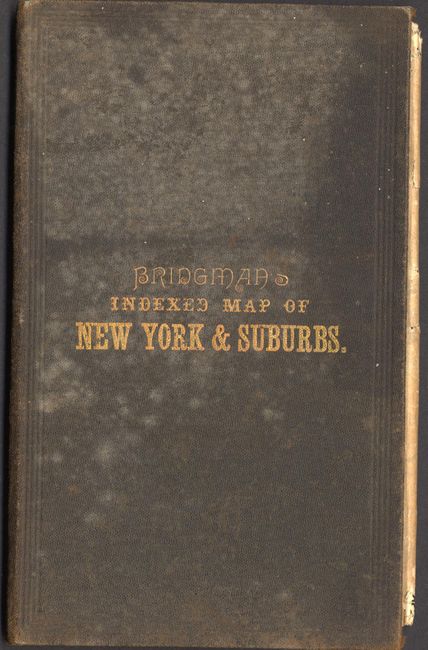 BRIDGMAN'S
INDEXED MAP OF
NEW YORK & SUBURBS.